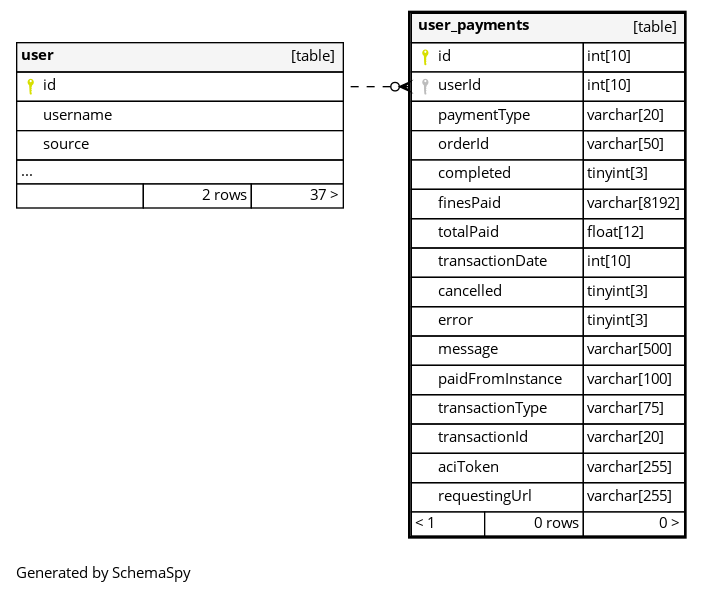 user [table]
id
username
source
...
2 rows 37 >
user_payments [table]
id int[10]
userId int[10]
paymentType varchar[20]
orderId varchar[50]
completed tinyint[3]
finesPaid varchar[8192]
totalPaid float[12]
transactionDate int[10]
cancelled tinyint[3]
error tinyint[3]
message varchar[500]
paidFromInstance varchar[100]
transactionType varchar[75]
transactionId varchar[20]
aciToken varchar[255]
requestingUrl varchar[255]
< 1 0 rows 0 >
Generated by SchemaSpy